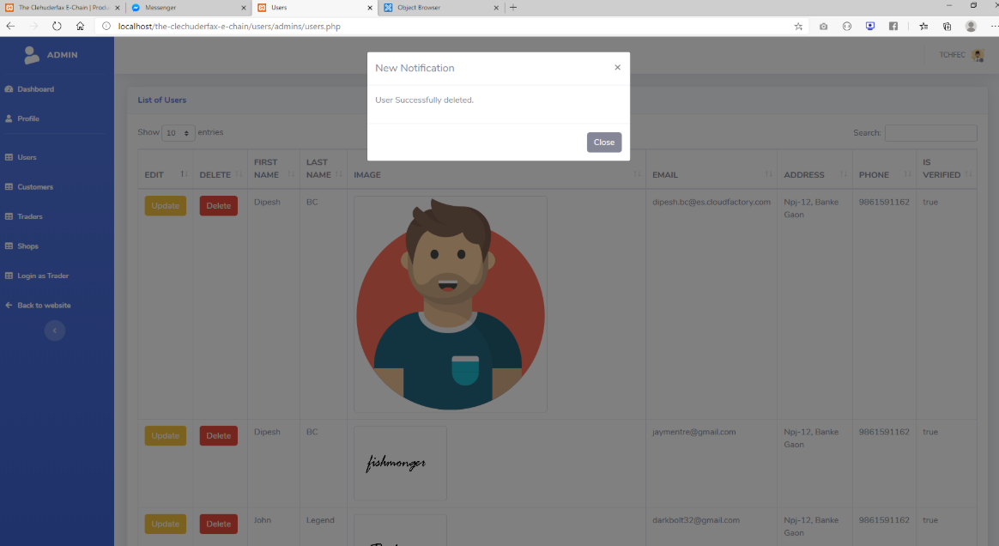 The Clehuderfax E-Chain | Produ
Messenger
Users
Object Browser
localhost/the-clechuderfax-e-chain/users/admins/users.php
ADMIN
Dashboard
Profile
Users
Customers
Traders
Shops
Login as Trader
Back to website
TCHFEC
New Notification
×
User Successfully deleted.
Close
List of Users
Show 10 entries
Search:
EDIT DELETE FIRST NAME LAST NAME IMAGE EMAIL ADDRESS PHONE IS VERIFIED
Update Delete Dipesh BC dipesh.bc@es.cloudfactory.com Npj-12, Banke Gaon 9861591162 true
Update Delete Dipesh BC fishmonger jaymentre@gmail.com Npj-12, Banke Gaon 9861591162 true
Update Delete John Legend darkbolt32@gmail.com Npj-12, Banke Gaon 9861591162 true